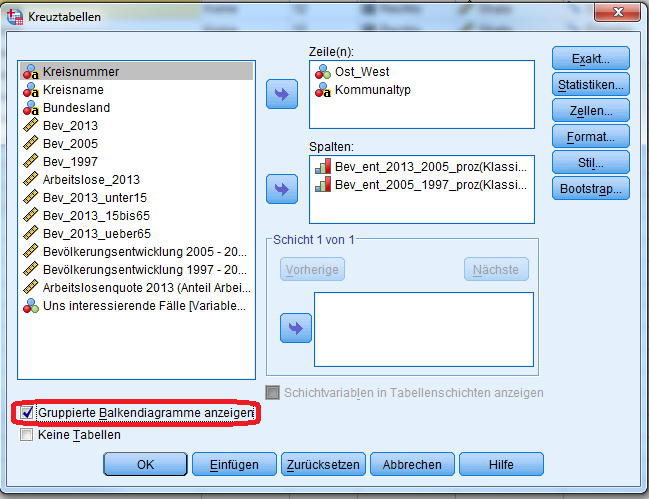 Kreuztabellen
Kreisnummer
Kreisname
Bundesland
Bev_2013
Bev_2005
Bev_1997
Arbeitslose_2013
Bev_2013_unter15
Bev_2013_15bis65
Bev_2013_ueber65
Bevölkerungsentwicklung 2005 - 20...
Bevölkerungsentwicklung 1997 - 20...
Arbeitslosenquote 2013 (Anteil Arbei...
Uns interessierende Fälle [Variable...
Zeile(n):
Ost_West
Kommunaltyp
Spalten:
Bev_ent_2013_2005_proz(Klassi...
Bev_ent_2005_1997_proz(Klassi...
Schicht 1 von 1
Vorherige
Nächste
Schichtvariablen in Tabellenschichten anzeigen
Exakt...
Statistiken...
Zellen...
Format...
Stil...
Bootstrap...
Gruppierte Balkendiagramme anzeigen
Keine Tabellen
OK
Einfügen
Zurücksetzen
Abbrechen
Hilfe